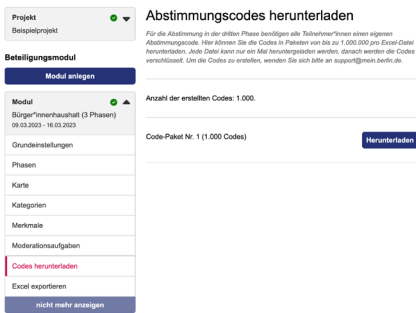 Projekt
Beispielprojekt
Beteiligungsmodul
Modul anlegen
Modul
Bürger*innenhaushalt (3 Phasen)
09.03.2023 - 16.03.2023
Grundeinstellungen
Phasen
Karte
Kategorien
Merkmale
Moderationsaufgaben
Codes herunterladen
Excel exportieren
nicht mehr anzeigen
Abstimmungscodes herunterladen
Für die Abstimmung in der dritten Phase benötigen alle Teilnehmer*innen einen eigenen
Abstimmungscode. Hier können Sie die Codes in Paketen von bis zu 1.000.000 pro Excel-Datei
herunterladen. Jede Datei kann nur ein Mal heruntergeladen werden, danach werden die Codes
verschlüsselt. Um die Codes zu erstellen, wenden Sie sich bitte an support@mein.berlin.de.
Anzahl der erstellten Codes: 1.000.
Code-Paket Nr. 1 (1.000 Codes)
Herunterladen